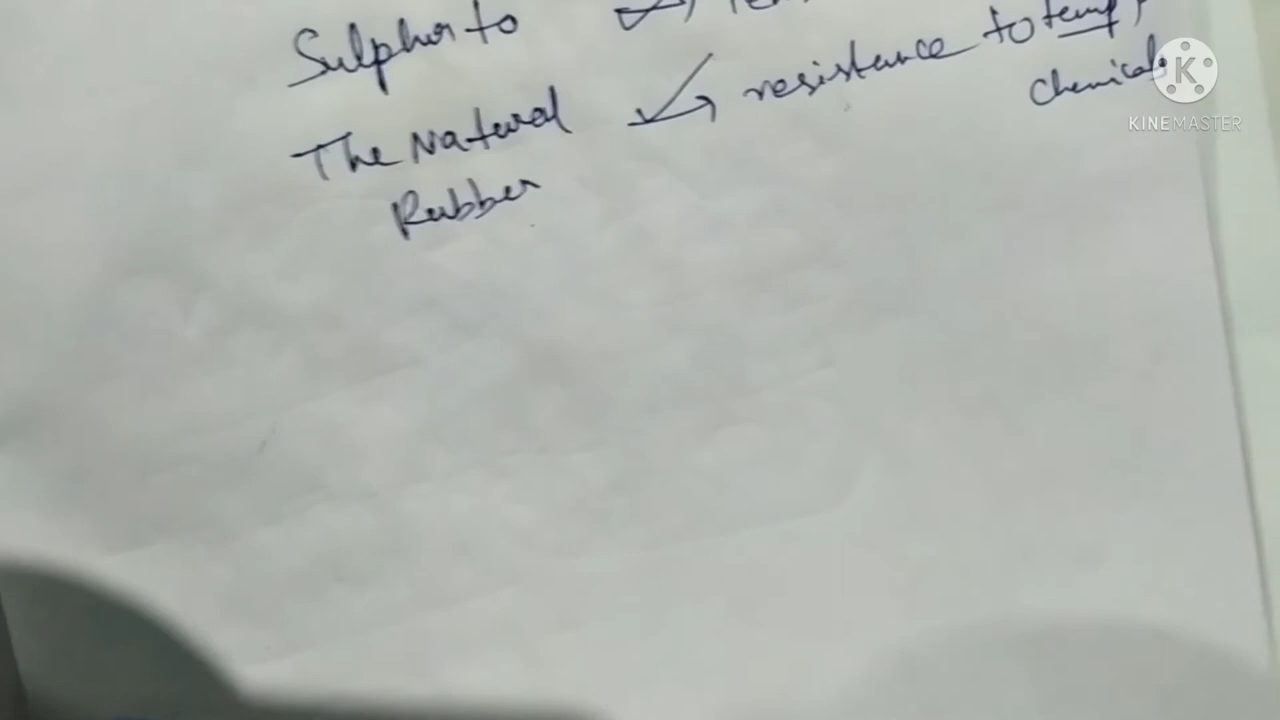 Sulphur to
The Natural
Rubber
resistance to temp,
chemicals
KINEMASTER